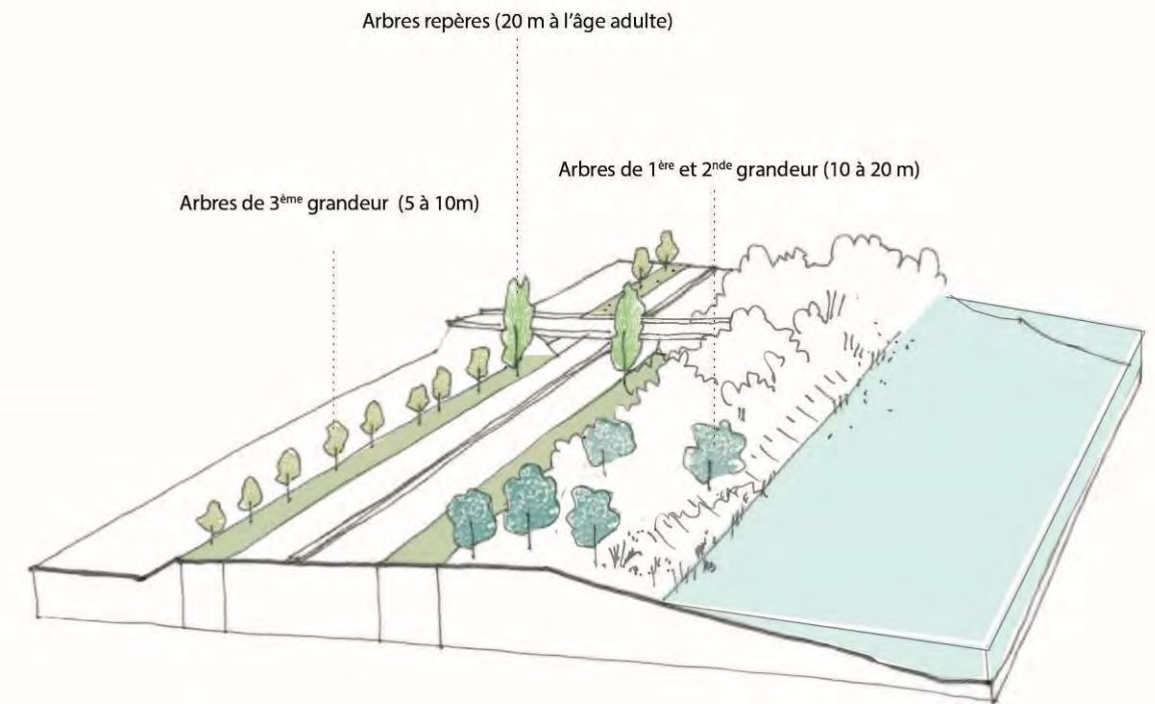 Arbres repères (20 m à l'âge adulte)
Arbres de 1ère et 2nde grandeur (10 à 20 m)
Arbres de 3ème grandeur (5 à 10m)